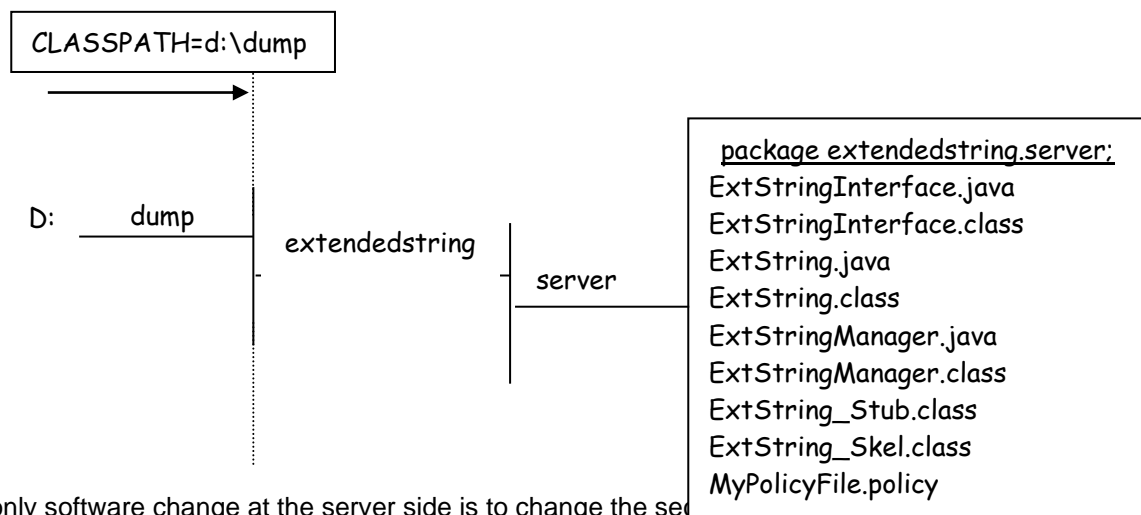 CLASSPATH=d:\dump
D:
dump
extendedstring
server
package extendedstring.server;
ExtStringInterface.java
ExtStringInterface.class
ExtString.java
ExtString.class
ExtStringManager.java
ExtStringManager.class
ExtString_Stub.class
ExtString_Skel.class
MyPolicyFile.policy
only software change at the server side is to change the